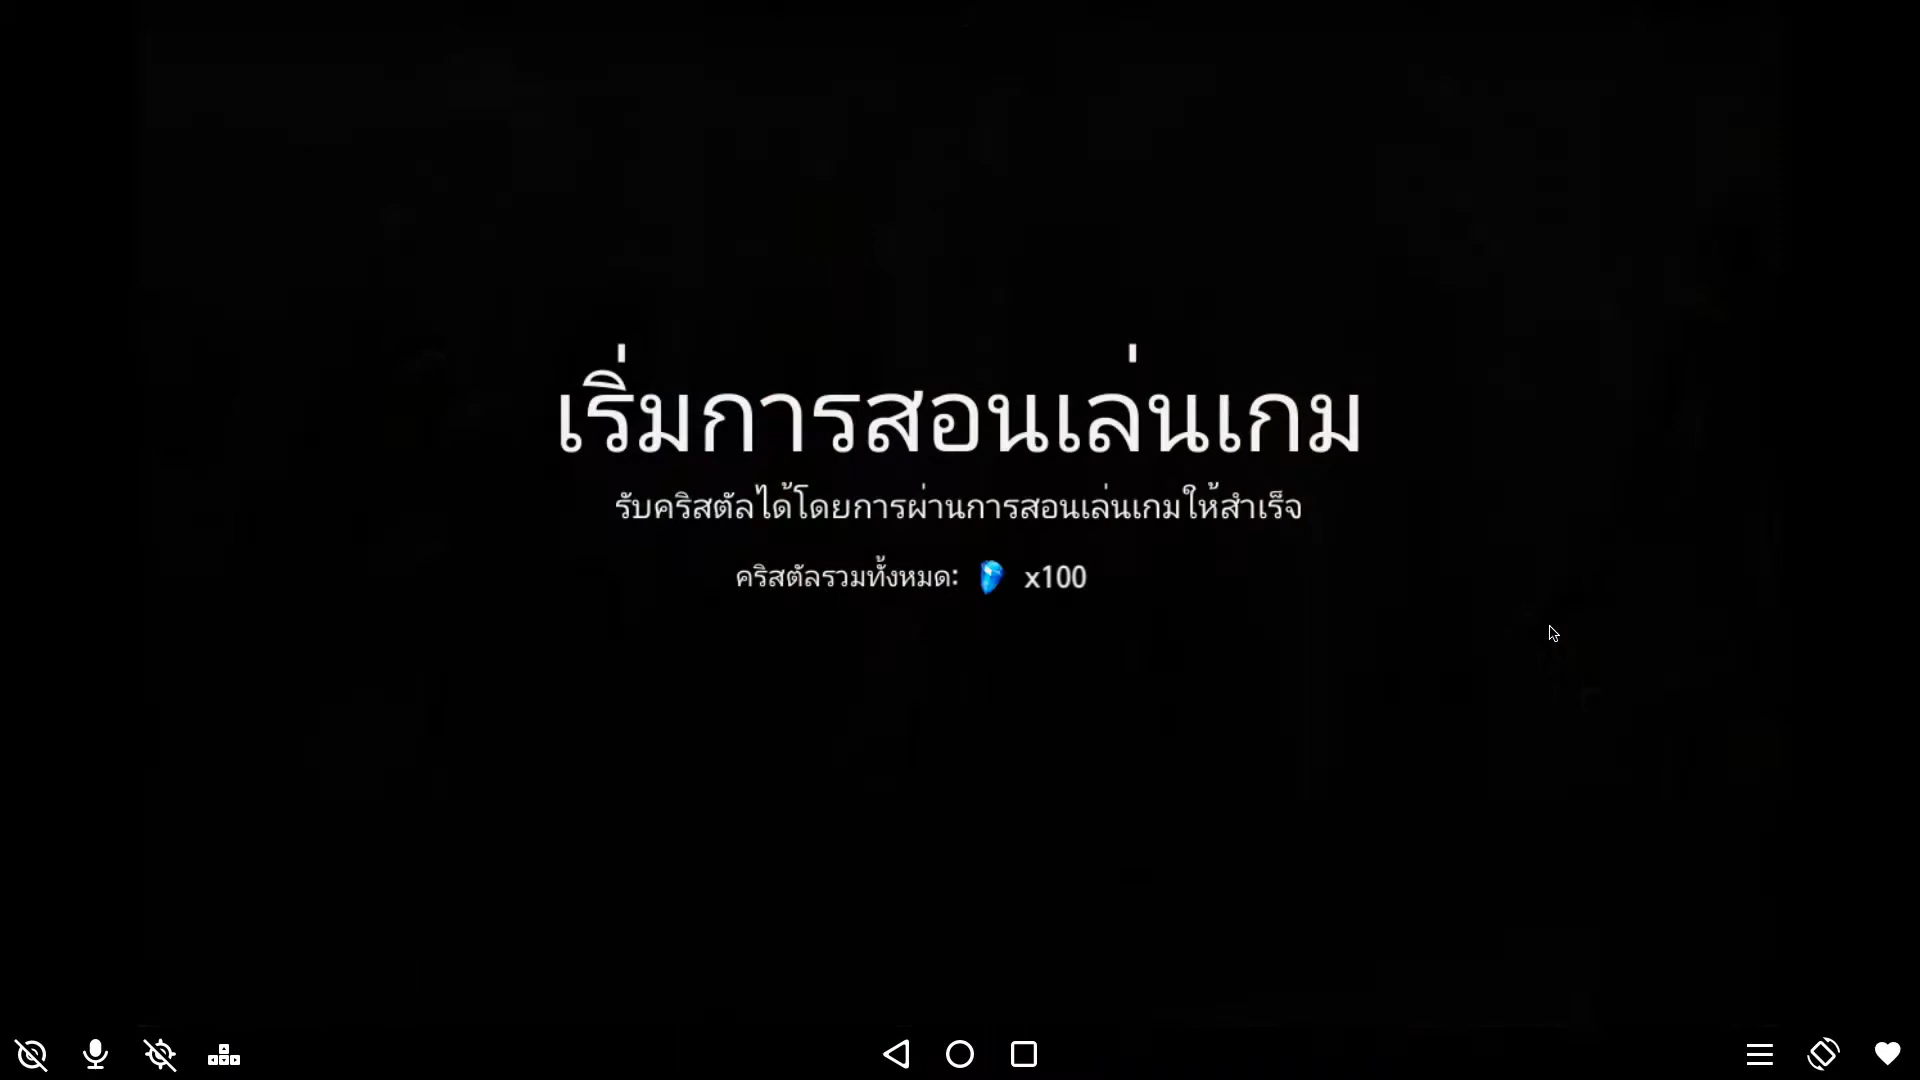 เริ่มการสอนเล่นเกม
รับคริสตัลได้โดยการผ่านการสอนเล่นเกมให้สำเร็จ
คริสตัลรวมทั้งหมด: x100